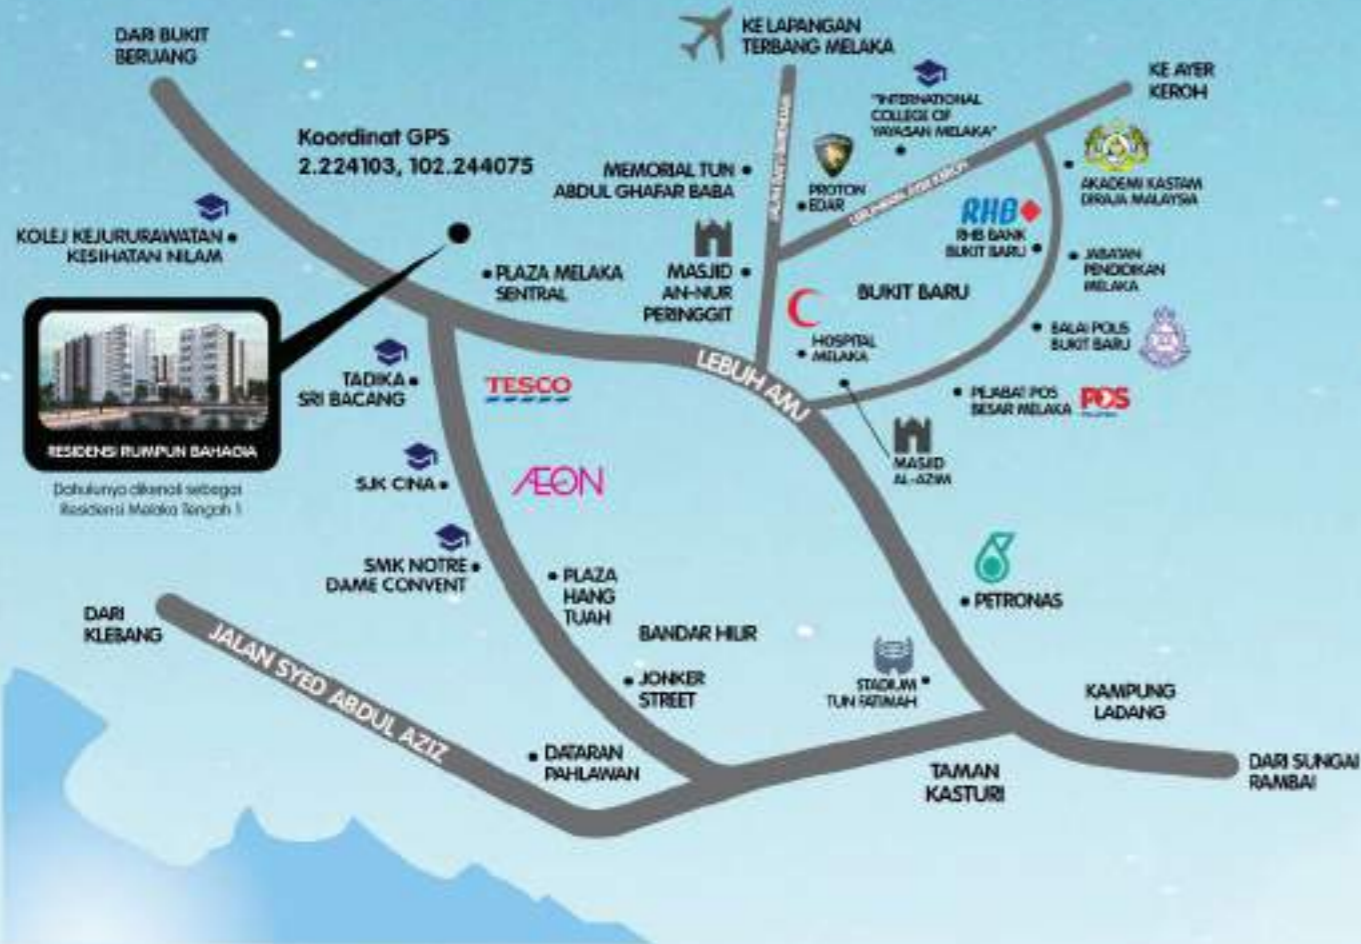 DARI BUKIT
BERUANG
KE LAPANGAN
TERBANG MELAKA
KE AYER
KEROH
"INTERNATIONAL
COLLEGE OF
YAYASAN MELAKA"
Koordinat GPS
2.224103, 102.244075
MEMORIAL TUN
ABDUL GHAFAR BABA
PROTON
EDAR
AKADEMI KASTAM
DIRAJA MALAYSIA
RHB
RHB BANK
BUKIT BARU
KOLEJ KEJURURAWATAN
KESIHATAN NILAM
PLAZA MELAKA
SENTRAL
MASJID
AN-NUR
PERINGGIT
BUKIT BARU
JABATAN
PENDIDIKAN
MELAKA
HOSPITAL
MELAKA
BALAI POLIS
BUKIT BARU
LEBUH AMJ
TADIKA
SRI BACANG
TESCO
PEJABAT POS
BESAR MELAKA
POS
RESIDENSI RUMPUN BAHAGIA
Dahulunya dikenali sebagai
Residensi Melaka Tengah 1
SJK CINA
AEON
MASJID
AL-AZIM
SMK NOTRE
DAME CONVENT
PLAZA
HANG
TUAH
PETRONAS
DARI
KLEBANG
JALAN SYED ABDUL AZIZ
BANDAR HILIR
JONKER
STREET
STADIUM
TUN FATIMAH
KAMPUNG
LADANG
DATARAN
PAHLAWAN
TAMAN
KASTURI
DARI SUNGAI
RAMBAI